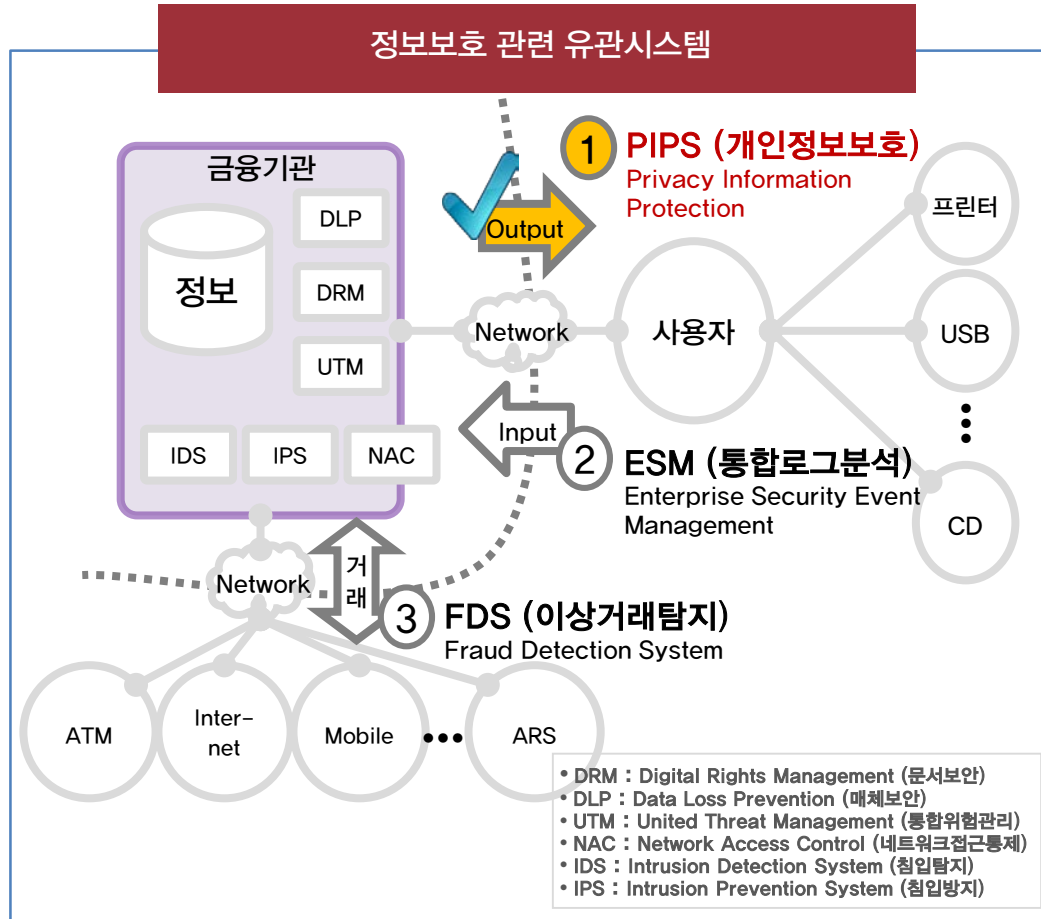 정보보호 관련 유관시스템
금융기관
정보
DLP
DRM
UTM
IDS
IPS
NAC
Output
1
PIPS (개인정보보호)
Privacy Information
Protection
Network
사용자
프린터
USB
CD
Input
2
ESM (통합로그분석)
Enterprise Security Event
Management
Network
거
래
3
FDS (이상거래탐지)
Fraud Detection System
ATM
Inter-
net
Mobile
ARS
• DRM : Digital Rights Management (문서보안)
• DLP : Data Loss Prevention (매체보안)
• UTM : United Threat Management (통합위험관리)
• NAC : Network Access Control (네트워크접근통제)
• IDS : Intrusion Detection System (침입탐지)
• IPS : Intrusion Prevention System (침입방지)